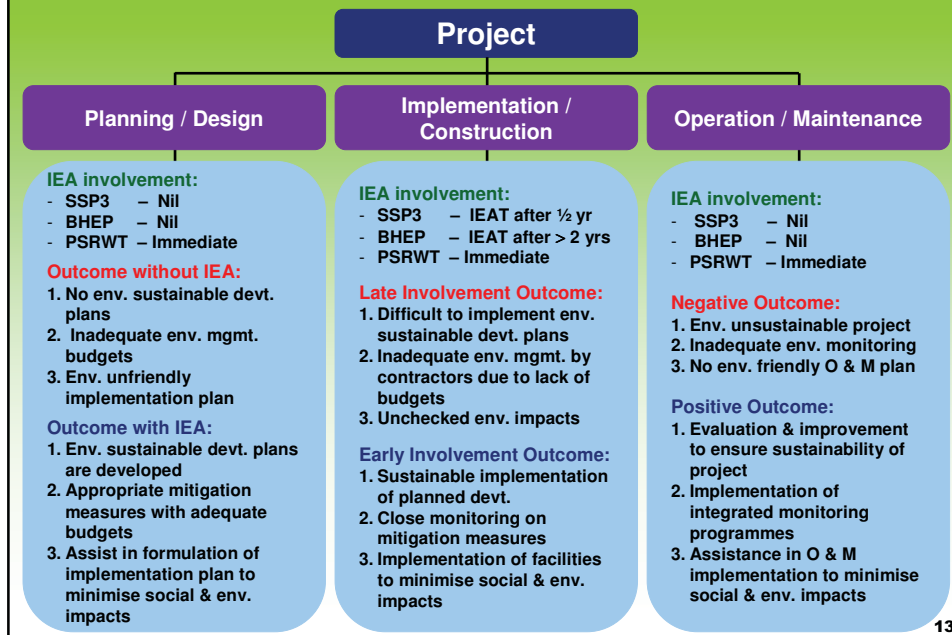 Project
Planning / Design
IEA involvement:
- SSP3 – Nil
- BHEP – Nil
- PSRWT – Immediate
Outcome without IEA:
1. No env. sustainable devt.
plans
2. Inadequate env. mgmt.
budgets
3. Env. unfriendly
implementation plan
Outcome with IEA:
1. Env. sustainable devt. plans
are developed
2. Appropriate mitigation
measures with adequate
budgets
3. Assist in formulation of
implementation plan to
minimise social & env.
impacts
Implementation /
Construction
IEA involvement:
- SSP3 – IEAT after ½ yr
- BHEP – IEAT after > 2 yrs
- PSRWT – Immediate
Late Involvement Outcome:
1. Difficult to implement env.
sustainable devt. plans
2. Inadequate env. mgmt. by
contractors due to lack of
budgets
3. Unchecked env. impacts
Early Involvement Outcome:
1. Sustainable implementation
of planned devt.
2. Close monitoring on
mitigation measures
3. Implementation of facilities
to minimise social & env.
impacts
Operation / Maintenance
IEA involvement:
- SSP3 – Nil
- BHEP – Nil
- PSRWT – Immediate
Negative Outcome:
1. Env. unsustainable project
2. Inadequate env. monitoring
3. No env. friendly O & M plan
Positive Outcome:
1. Evaluation & improvement
to ensure sustainability of
project
2. Implementation of
integrated monitoring
programmes
3. Assistance in O & M
implementation to minimise
social & env. impacts
13